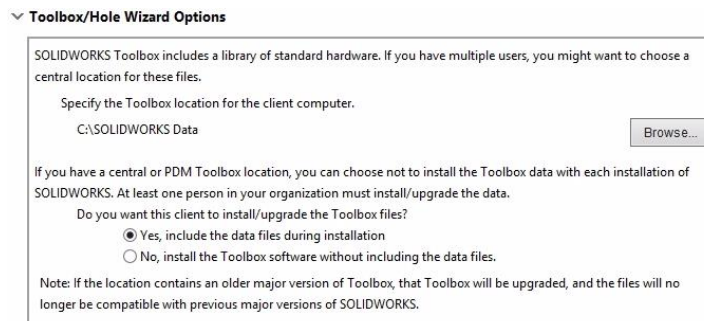 Toolbox/Hole Wizard Options
SOLIDWORKS Toolbox includes a library of standard hardware. If you have multiple users, you might want to choose a
central location for these files.
Specify the Toolbox location for the client computer.
C:\SOLIDWORKS Data
Browse...
If you have a central or PDM Toolbox location, you can choose not to install the Toolbox data with each installation of
SOLIDWORKS. At least one person in your organization must install/upgrade the data.
Do you want this client to install/upgrade the Toolbox files?
Yes, include the data files during installation
No, install the Toolbox software without including the data files.
Note: If the location contains an older major version of Toolbox, that Toolbox will be upgraded, and the files will no
longer be compatible with previous major versions of SOLIDWORKS.